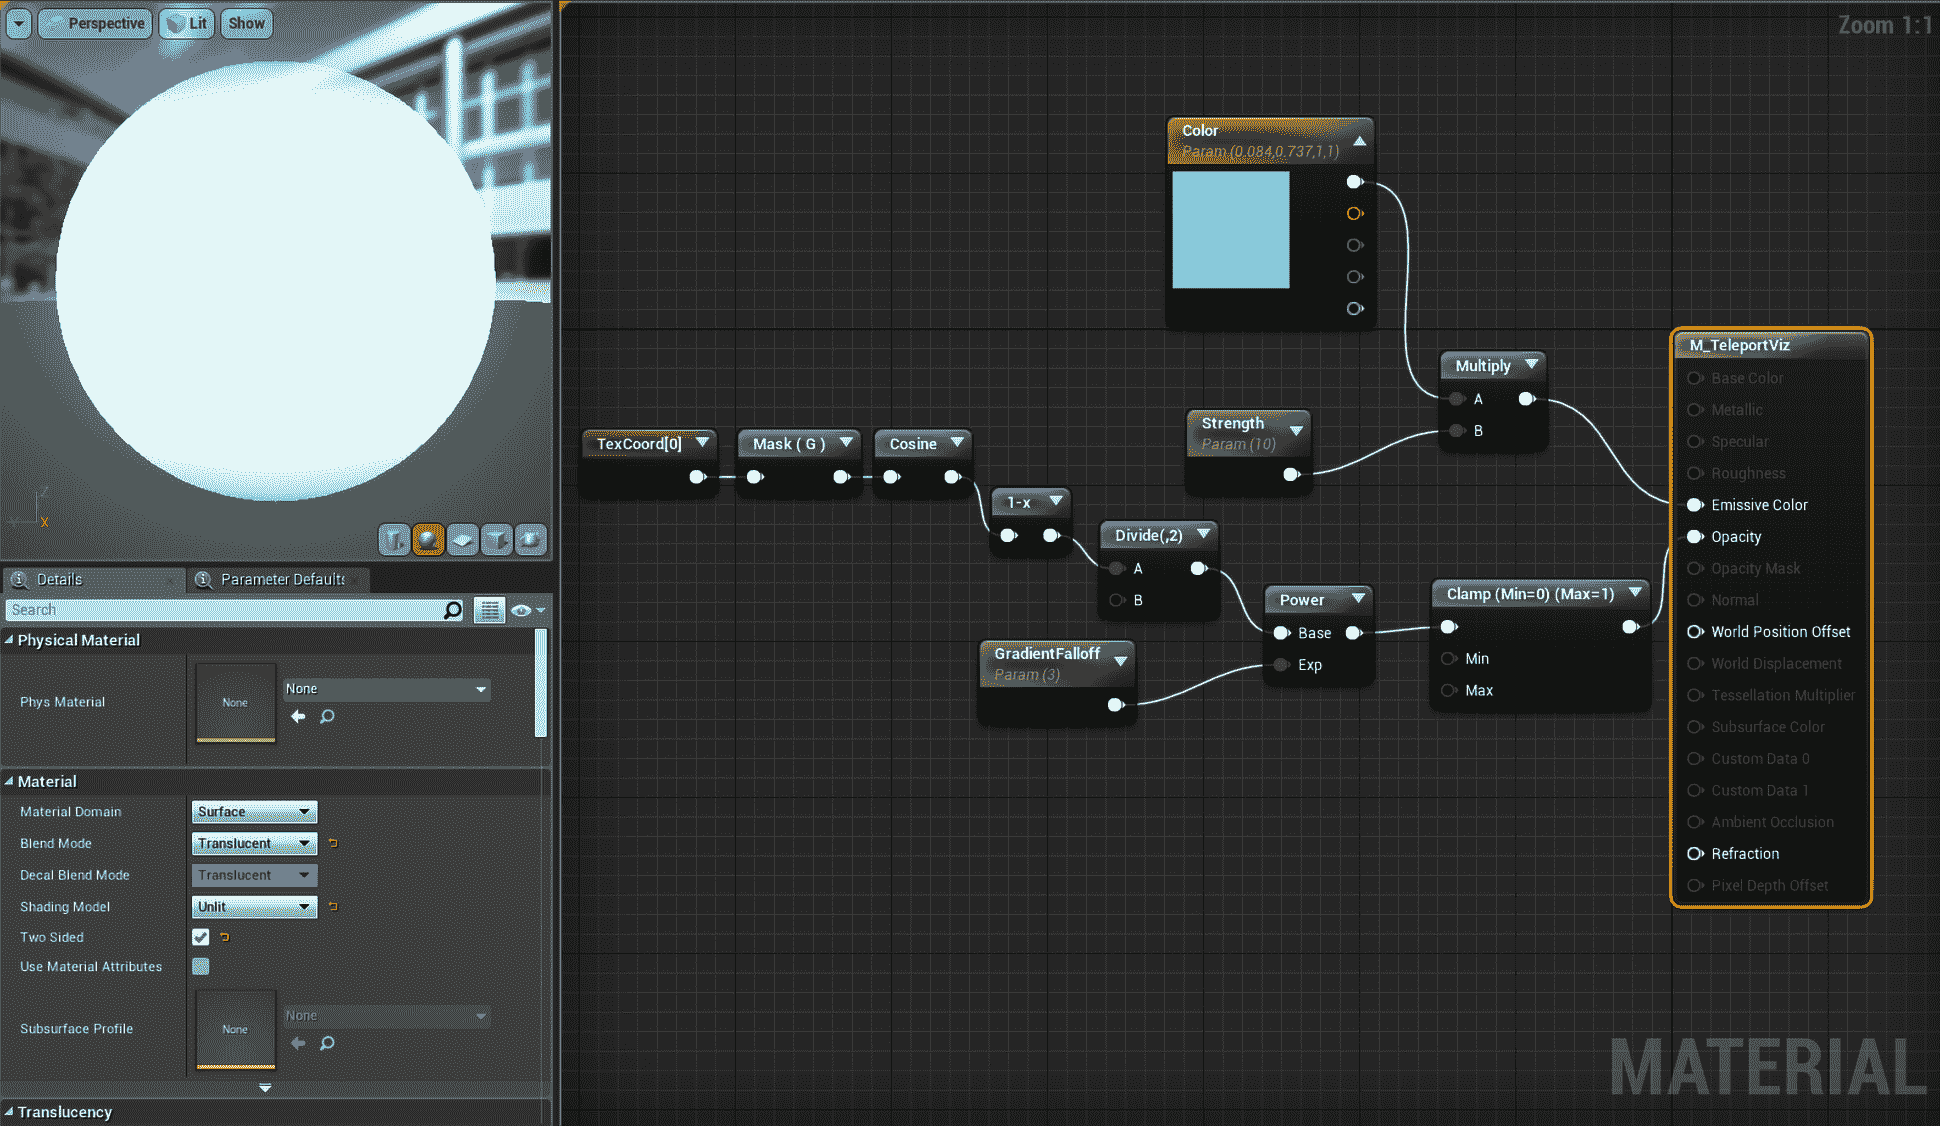 Perspective
Lit
Show
Zoom 1:1
Color
Param (0.084,0.737,1,1)
M_TeleportViz
Base Color
Metallic
Specular
Roughness
Emissive Color
Opacity
Opacity Mask
Normal
World Position Offset
World Displacement
Tessellation Multiplier
Subsurface Color
Custom Data 0
Custom Data 1
Ambient Occlusion
Refraction
Pixel Depth Offset
Multiply
A
B
Strength
Param (10)
TexCoord[0]
Mask ( G )
Cosine
1-x
Divide(,2)
A
B
Power
Base
Exp
GradientFalloff
Param (3)
Clamp (Min=0) (Max=1)
Min
Max
Z
Y
X
Details
Parameter Defaults
Search
Physical Material
Phys Material
None
None
Material
Material Domain
Surface
Blend Mode
Translucent
Decal Blend Mode
Translucent
Shading Model
Unlit
Two Sided
Use Material Attributes
Subsurface Profile
None
None
Translucency
MATERIAL